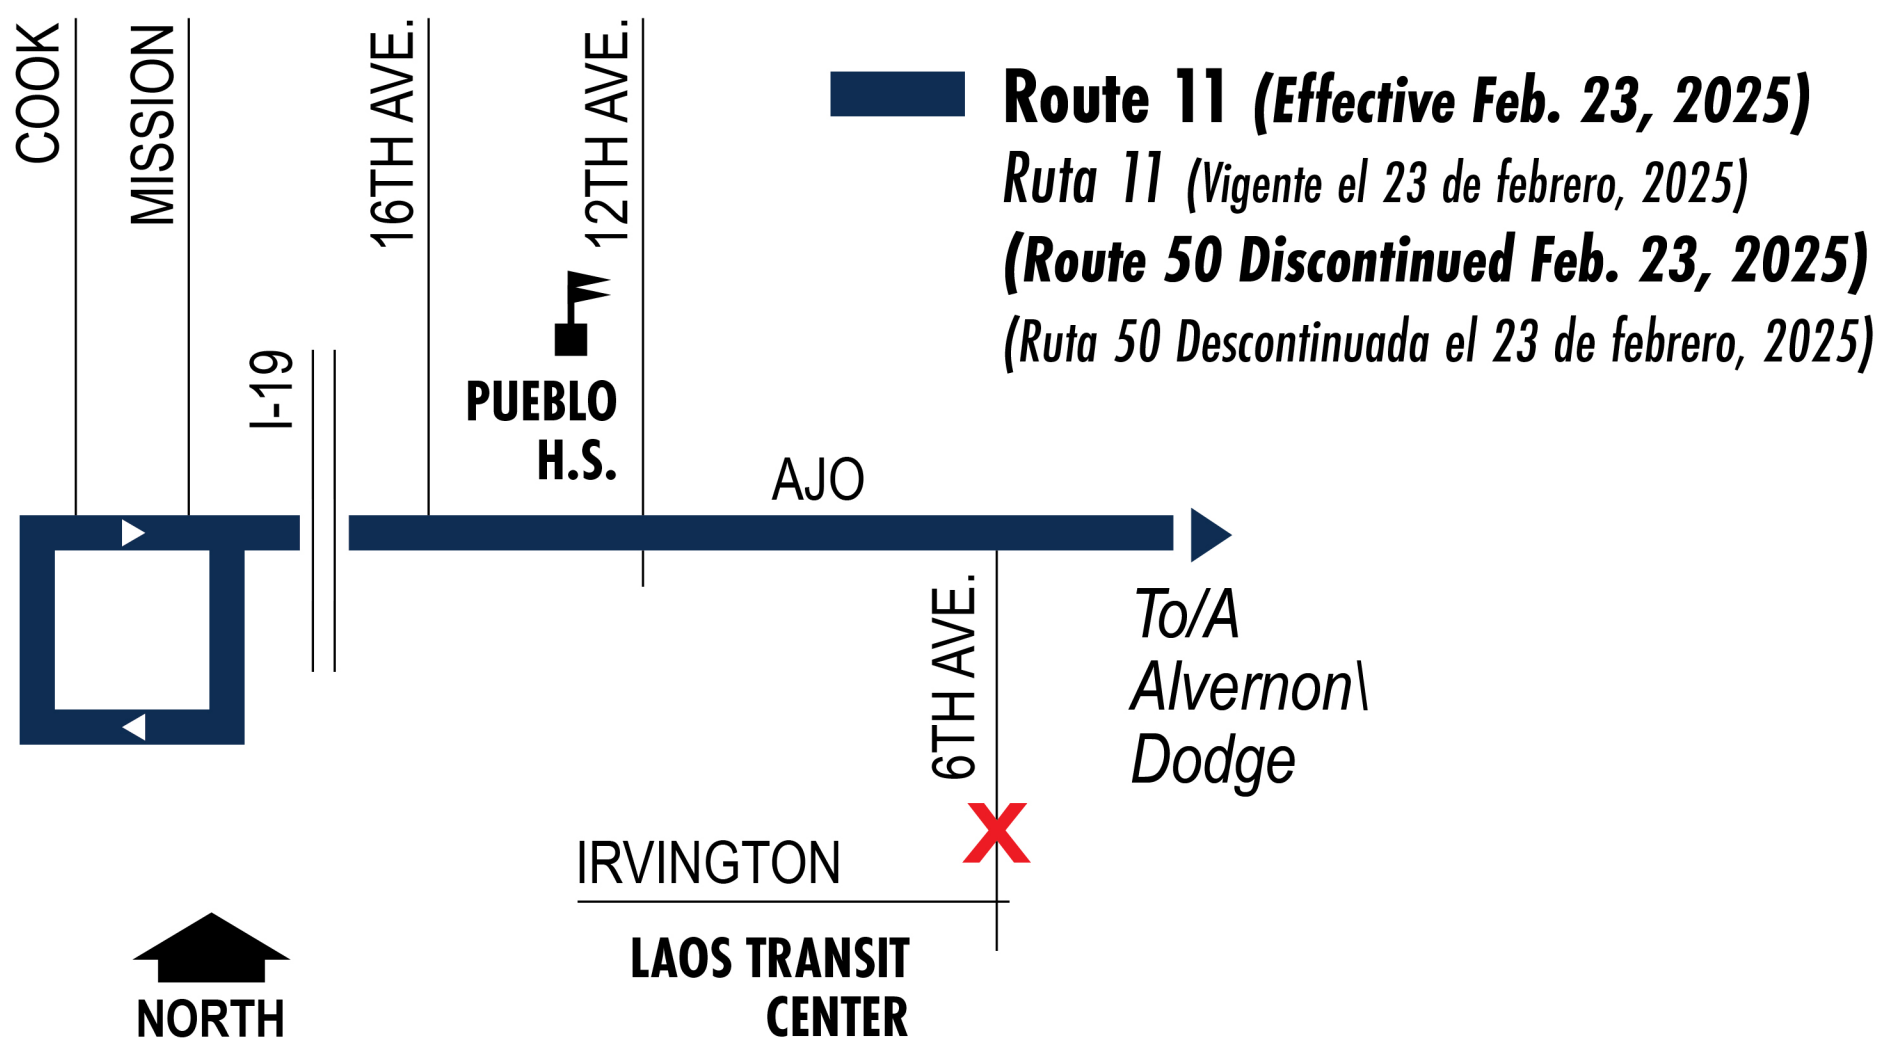 COOK
MISSION
16TH AVE.
12TH AVE.
Route 11 (Effective Feb. 23, 2025)
Ruta 11 (Vigente el 23 de febrero, 2025)
(Route 50 Discontinued Feb. 23, 2025)
(Ruta 50 Descontinuada el 23 de febrero, 2025)
I-19
PUEBLO
H.S.
AJO
6TH AVE.
To/A
Alvernon\
Dodge
X
IRVINGTON
LAOS TRANSIT
CENTER
NORTH